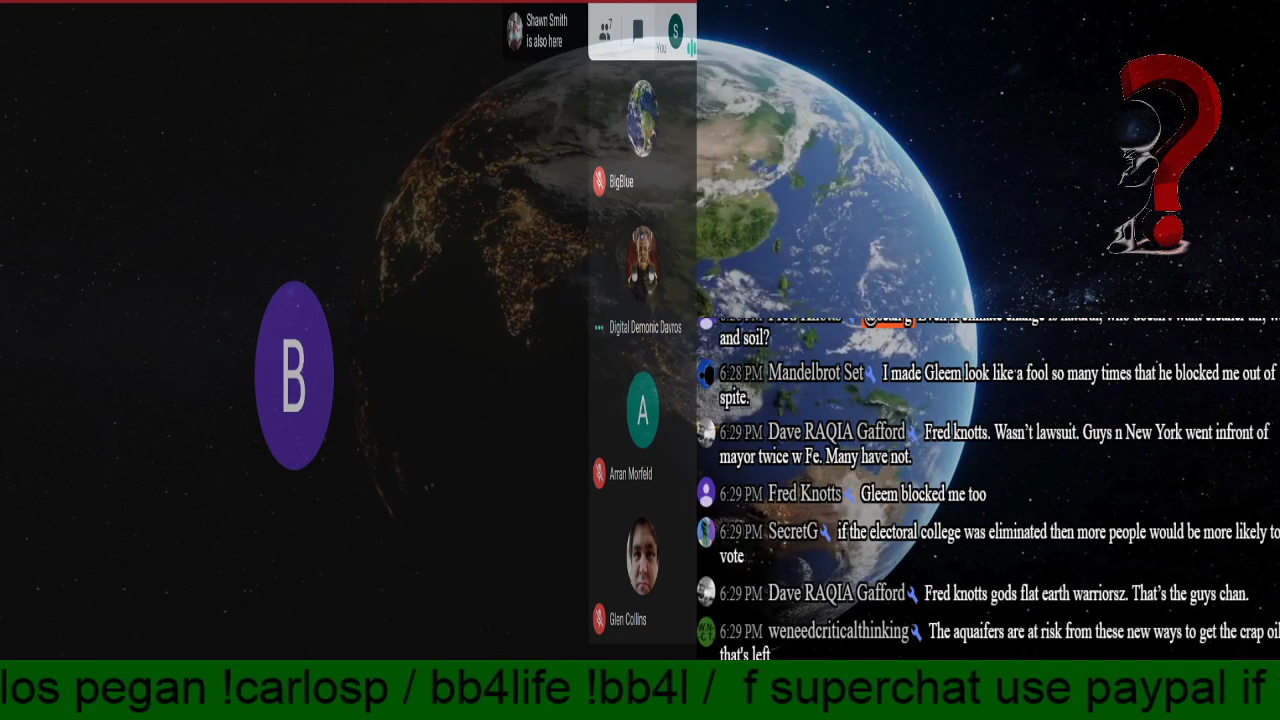 Shawn Smith
is also here
7
S
You
BigBlue
Digital Demonic Davros
A
Arran Morfeld
Glen Collins
B
and soil?
6:28 PM Mandelbrot Set I made Gleem look like a fool so many times that he blocked me out of
spite.
6:29 PM Dave RAQIA Gafford Fred knotts. Wasn't lawsuit. Guys n New York went infront of
mayor twice w Fe. Many have not.
6:29 PM Fred Knotts Gleem blocked me too
6:29 PM SecretG if the electoral college was eliminated then more people would be more likely to
vote
6:29 PM Dave RAQIA Gafford Fred knotts gods flat earth warriorsz. That's the guys chan.
6:29 PM weneedcriticalthinking The aquaifers are at risk from these new ways to get the crap oil
that's left
los pegan !carlosp / bb4life !bb4l / f superchat use paypal if